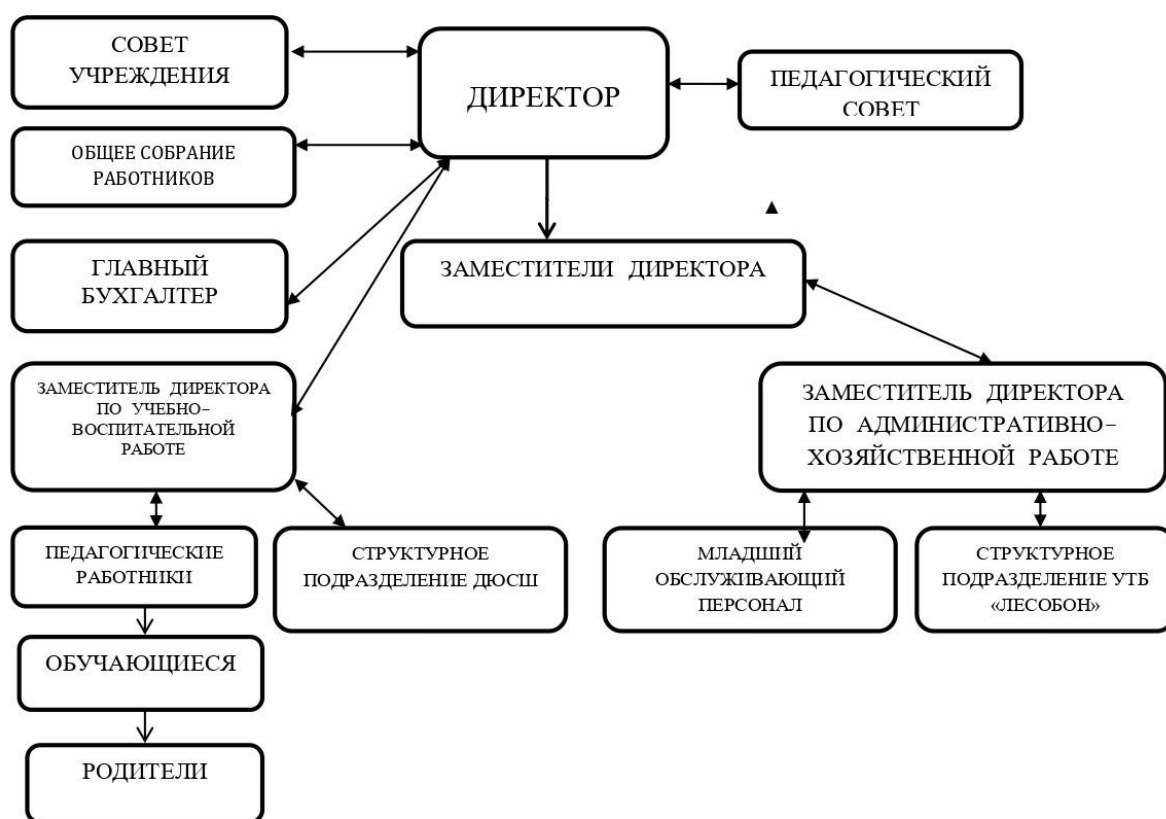 СОВЕТ
УЧРЕЖДЕНИЯ
ДИРЕКТОР
ПЕДАГОГИЧЕСКИЙ
СОВЕТ
ОБЩЕЕ СОБРАНИЕ
РАБОТНИКОВ
ГЛАВНЫЙ
БУХГАЛТЕР
ЗАМЕСТИТЕЛИ ДИРЕКТОРА
ЗАМЕСТИТЕЛЬ ДИРЕКТОРА
ПО УЧЕБНО–
ВОСПИТАТЕЛЬНОЙ
РАБОТЕ
ЗАМЕСТИТЕЛЬ ДИРЕКТОРА
ПО АДМИНИСТРАТИВНО–
ХОЗЯЙСТВЕННОЙ РАБОТЕ
ПЕДАГОГИЧЕСКИЕ
РАБОТНИКИ
СТРУКТУРНОЕ
ПОДРАЗДЕЛЕНИЕ ДЮСШ
МЛАДШИЙ
ОБСЛУЖИВАЮЩИЙ
ПЕРСОНАЛ
СТРУКТУРНОЕ
ПОДРАЗДЕЛЕНИЕ УТБ
«ЛЕСОБОН»
ОБУЧАЮЩИЕСЯ
РОДИТЕЛИ